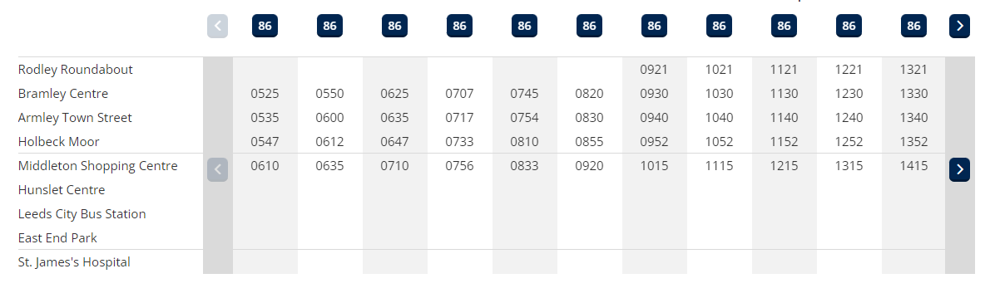 86 86 86 86 86 86 86 86 86 86 86
Rodley Roundabout 0921 1021 1121 1221 1321
Bramley Centre 0525 0550 0625 0707 0745 0820 0930 1030 1130 1230 1330
Armley Town Street 0535 0600 0635 0717 0754 0830 0940 1040 1140 1240 1340
Holbeck Moor 0547 0612 0647 0733 0810 0855 0952 1052 1152 1252 1352
Middleton Shopping Centre 0610 0635 0710 0756 0833 0920 1015 1115 1215 1315 1415
Hunslet Centre
Leeds City Bus Station
East End Park
St. James's Hospital